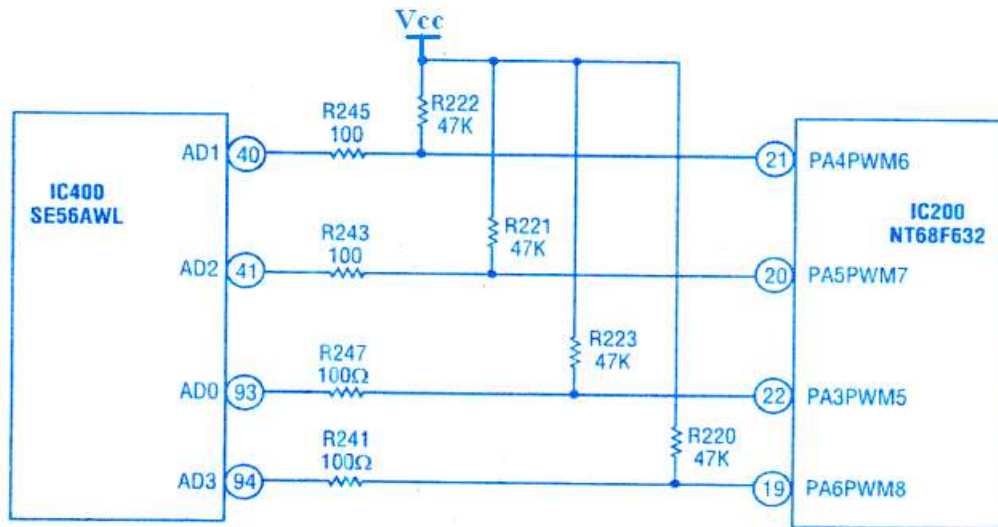 Vcc
R245
100
R222
47K
AD1
40
21
PA4PWM6
IC400
SE56AWL
IC200
NT68F632
R243
100
R221
47K
AD2
41
20
PA5PWM7
R247
100Ω
R223
47K
AD0
93
22
PA3PWM5
R241
100Ω
R220
47K
AD3
94
19
PA6PWM8